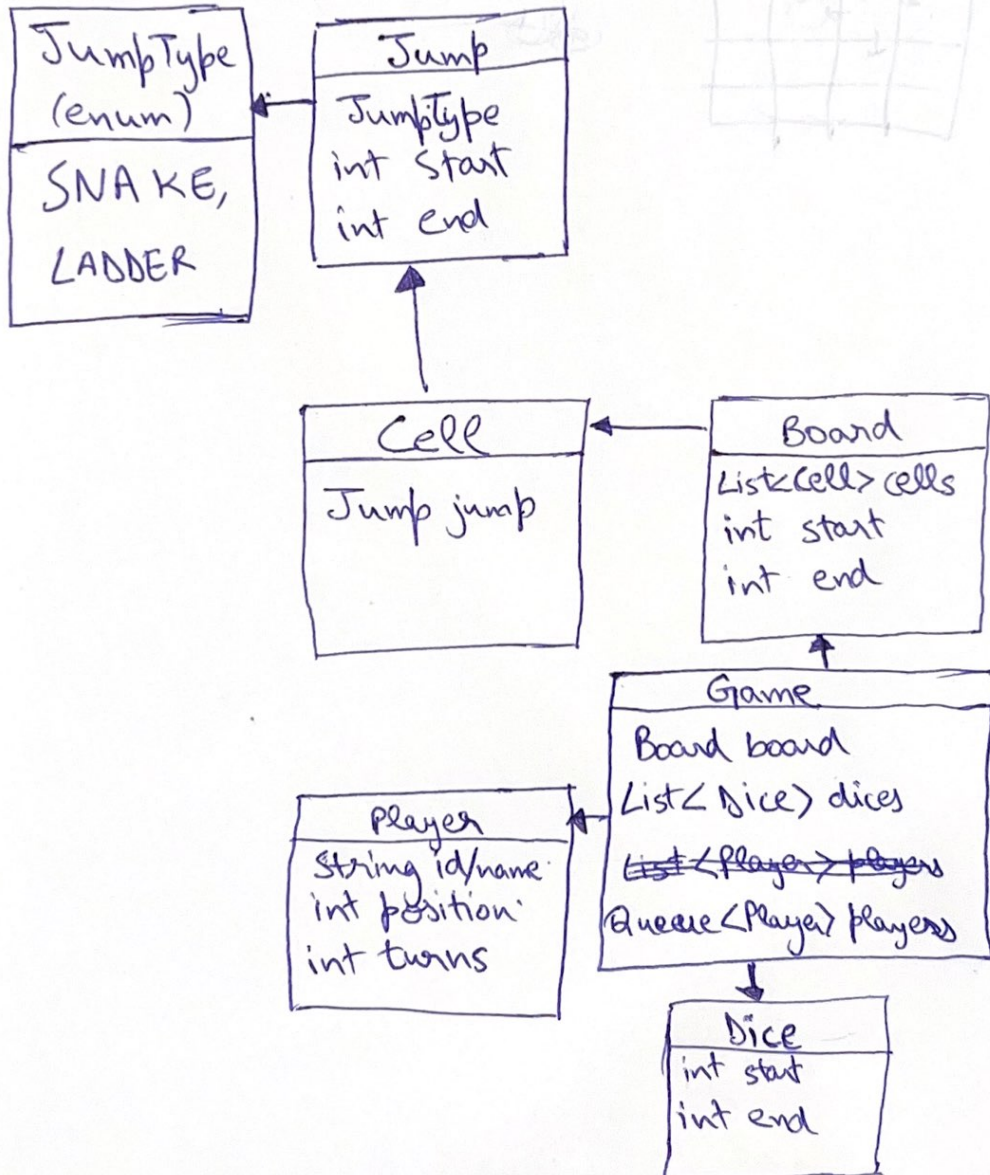 JumpType
(enum)
SNAKE,
LADDER
Jump
JumpType
int start
int end
Cell
Jump jump
Board
List<Cell> cells
int start
int end
Game
Board board
List<Dice> dices
List<Player> players
Queue<Player> players
Player
String id/name
int position
int turns
Dice
int start
int end